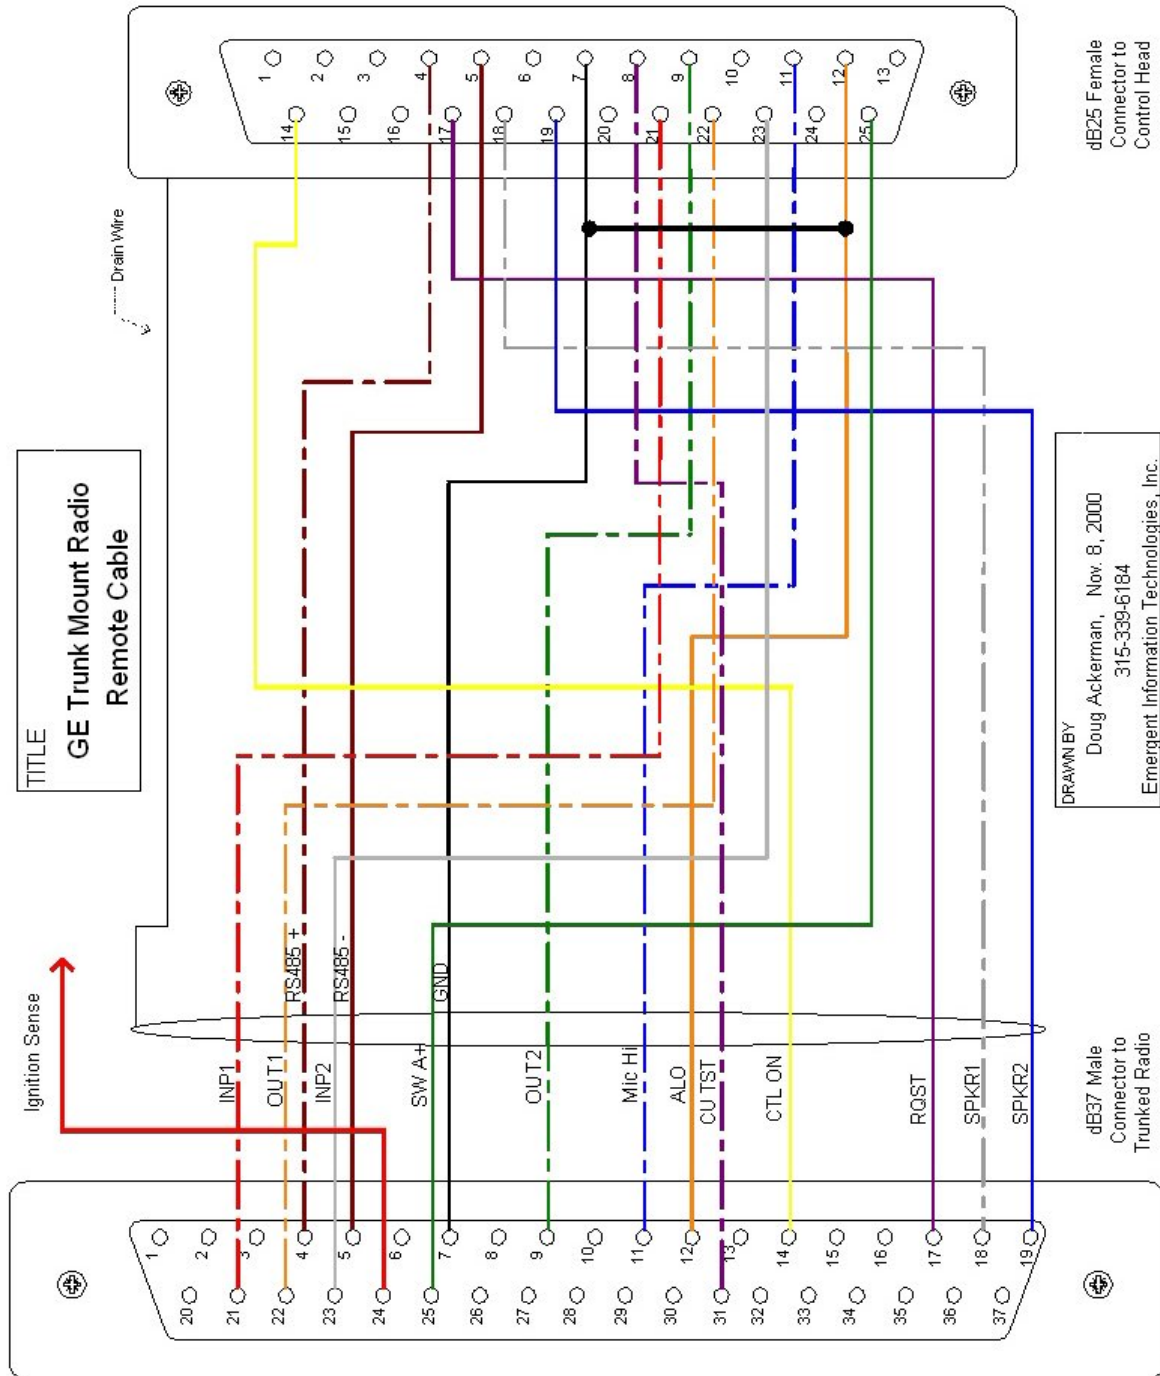 1
2
3
4
5
6
7
8
9
10
11
12
13
14
15
16
17
18
19
20
21
22
23
24
25
dB25 Female
Connector to
Control Head
Drain Wire
TITLE
GE Trunk Mount Radio
Remote Cable
DRAWN BY
Doug Ackerman, Nov. 8, 2000
315-339-6184
Emergent Information Technologies, Inc.
Ignition Sense
RS485 +
RS485 -
GND
INP1
OUT1
INP2
SW A+
OUT2
Mic Hi
ALO
CU TST
CTL ON
RQST
SPKR1
SPKR2
dB37 Male
Connector to
Trunked Radio
1
2
3
4
5
6
7
8
9
10
11
12
13
14
15
16
17
18
19
20
21
22
23
24
25
26
27
28
29
30
31
32
33
34
35
36
37